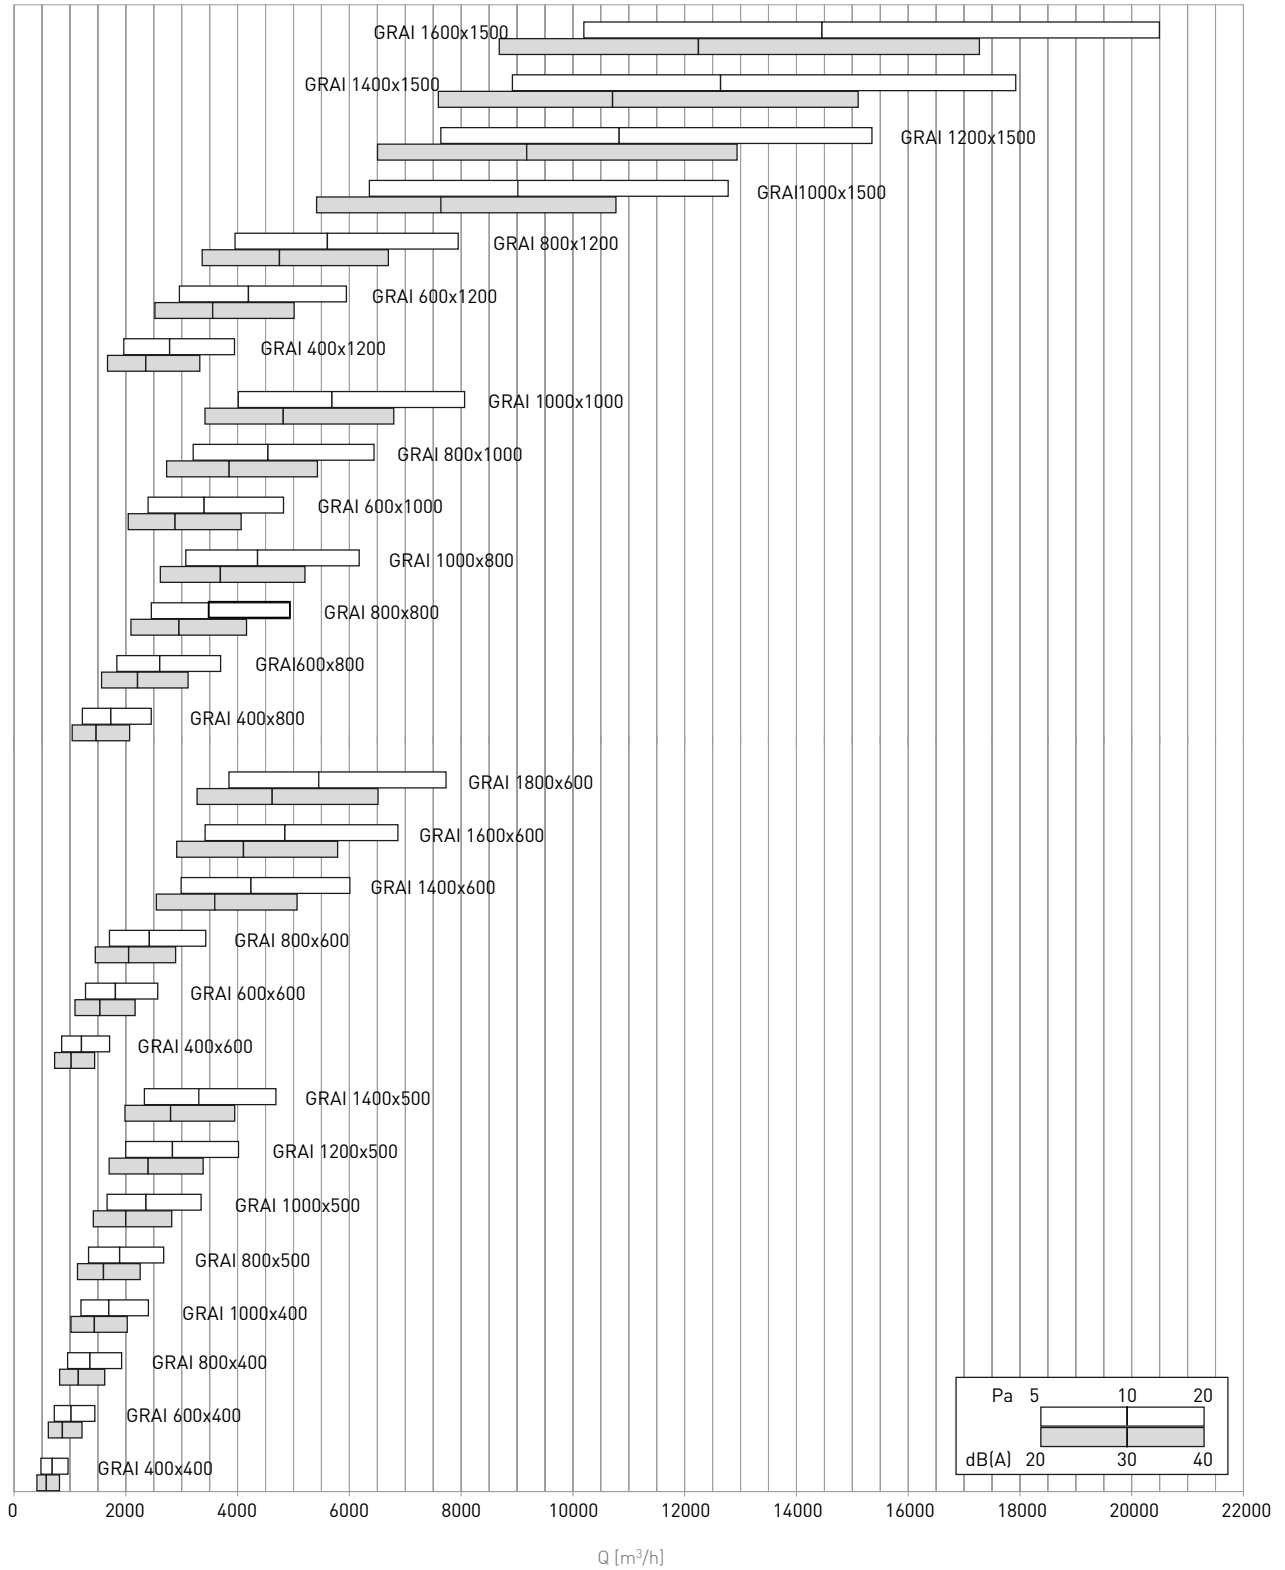 GRAI 1600x1500
GRAI 1400x1500
GRAI 1200x1500
GRAI1000x1500
GRAI 800x1200
GRAI 600x1200
GRAI 400x1200
GRAI 1000x1000
GRAI 800x1000
GRAI 600x1000
GRAI 1000x800
GRAI 800x800
GRAI600x800
GRAI 400x800
GRAI 1800x600
GRAI 1600x600
GRAI 1400x600
GRAI 800x600
GRAI 600x600
GRAI 400x600
GRAI 1400x500
GRAI 1200x500
GRAI 1000x500
GRAI 800x500
GRAI 1000x400
GRAI 800x400
GRAI 600x400
GRAI 400x400
Pa 5 10 20
dB(A) 20 30 40
0 2000 4000 6000 8000 10000 12000 14000 16000 18000 20000 22000
Q [m³/h]